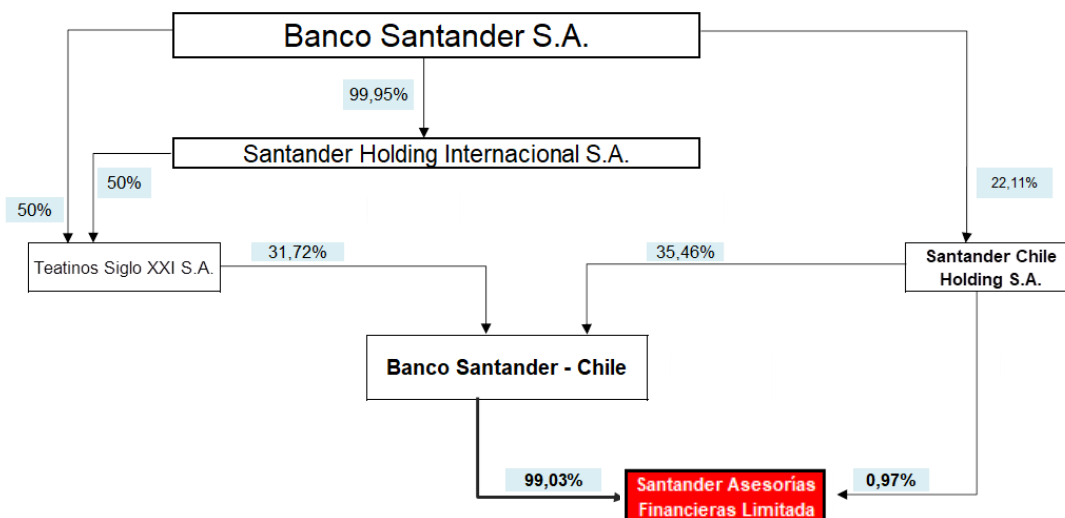 Banco Santander S.A.
99,95%
Santander Holding Internacional S.A.
50%
50%
22,11%
Teatinos Siglo XXI S.A.
31,72%
35,46%
Santander Chile
Holding S.A.
Banco Santander - Chile
99,03%
Santander Asesorías
Financieras Limitada
0,97%